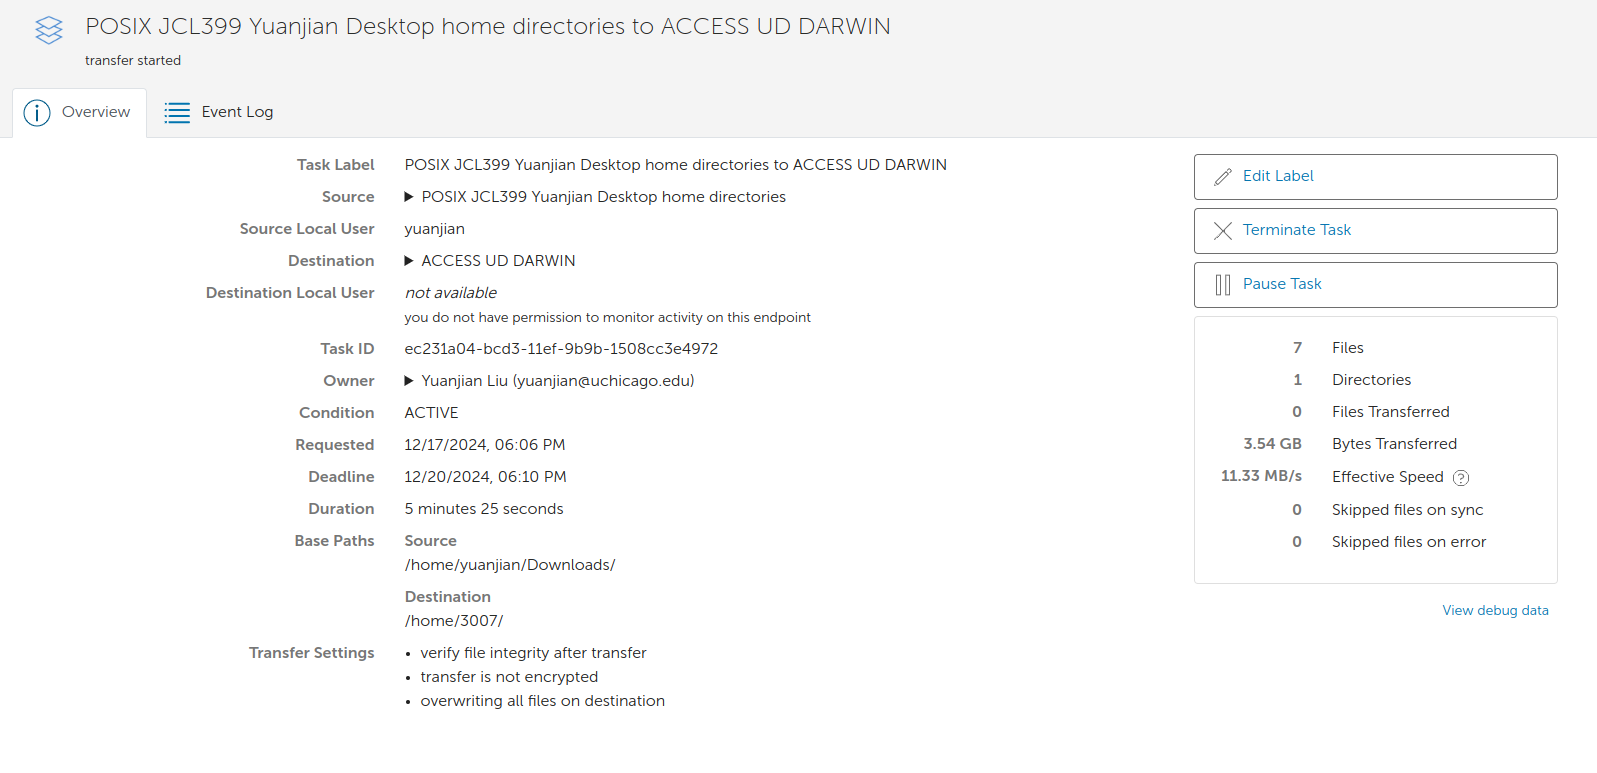 POSIX JCL399 Yuanjian Desktop home directories to ACCESS UD DARWIN
transfer started
Overview
Event Log
Task Label POSIX JCL399 Yuanjian Desktop home directories to ACCESS UD DARWIN
Source POSIX JCL399 Yuanjian Desktop home directories
Source Local User yuanjian
Destination ACCESS UD DARWIN
Destination Local User not available
you do not have permission to monitor activity on this endpoint
Task ID ec231a04-bcd3-11ef-9b9b-1508cc3e4972
Owner Yuanjian Liu (yuanjian@uchicago.edu)
Condition ACTIVE
Requested 12/17/2024, 06:06 PM
Deadline 12/20/2024, 06:10 PM
Duration 5 minutes 25 seconds
Base Paths Source
/home/yuanjian/Downloads/
Destination
/home/3007/
Transfer Settings • verify file integrity after transfer
• transfer is not encrypted
• overwriting all files on destination
Edit Label
Terminate Task
Pause Task
7 Files
1 Directories
0 Files Transferred
3.54 GB Bytes Transferred
11.33 MB/s Effective Speed ?
0 Skipped files on sync
0 Skipped files on error
View debug data